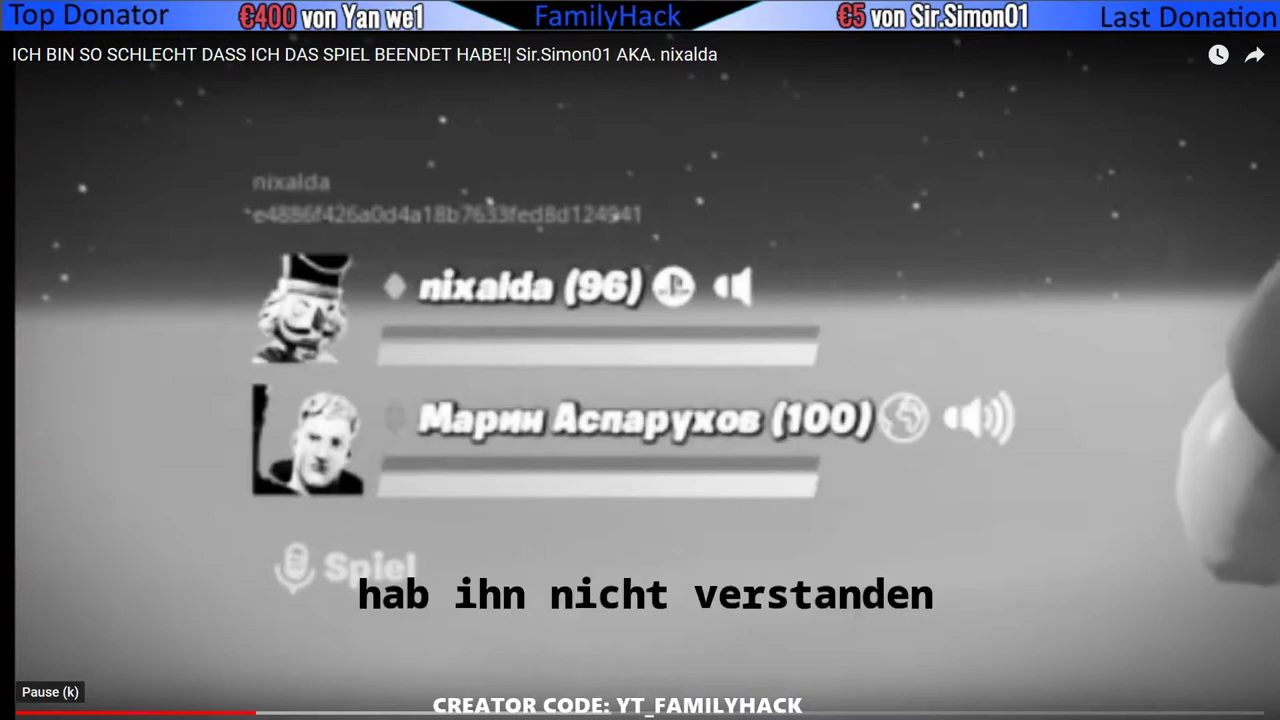 Top Donator €400 von Yan we1 FamilyHack €5 von Sir.Simon01 Last Donation
ICH BIN SO SCHLECHT DASS ICH DAS SPIEL BEENDET HABE!| Sir.Simon01 AKA. nixalda
nixalda
e4886f426a0d4a18b7633fed8d124941
nixalda (96)
Марин Аспарухов (100)
Spiel
hab ihn nicht verstanden
Pause (k)
CREATOR CODE: YT_FAMILYHACK